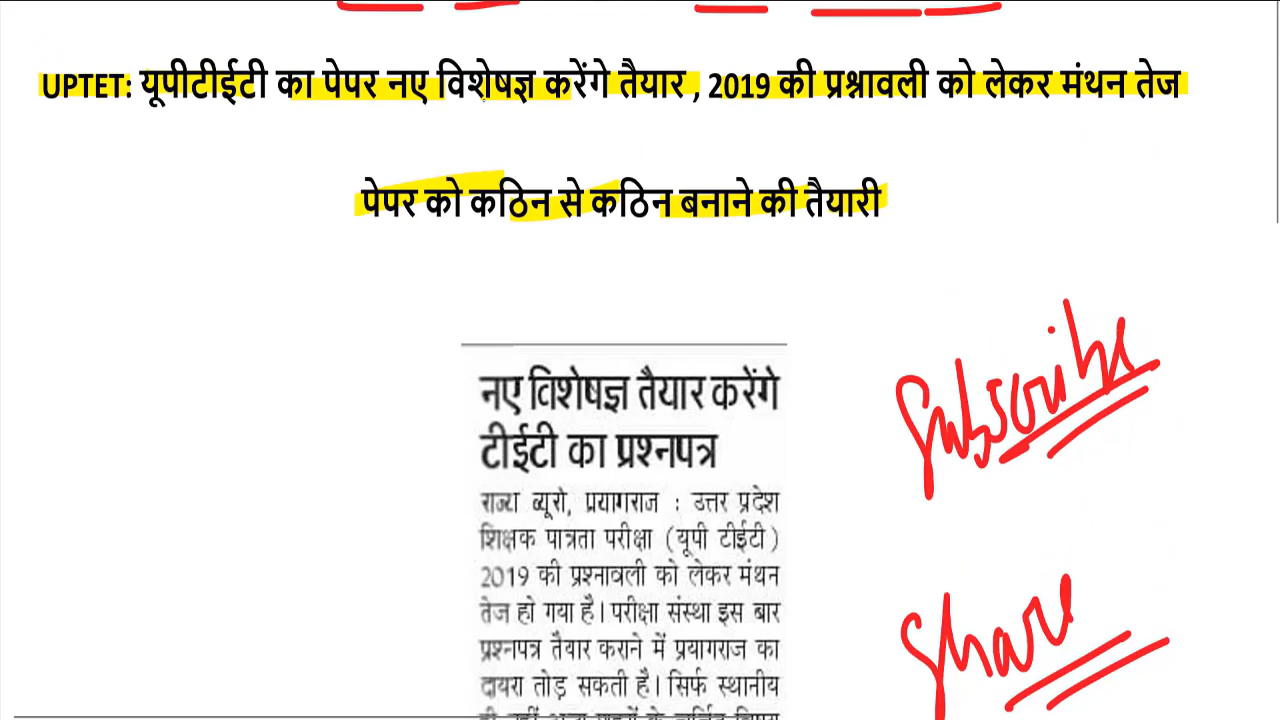 UPTET: यूपीटीईटी का पेपर नए विशेषज्ञ करेंगे तैयार , 2019 की प्रश्नावली को लेकर मंथन तेज
पेपर को कठिन से कठिन बनाने की तैयारी
नए विशेषज्ञ तैयार करेंगे
टीईटी का प्रश्नपत्र
राज्य ब्यूरो, प्रयागराज : उत्तर प्रदेश
शिक्षक पात्रता परीक्षा (यूपी टीईटी)
2019 की प्रश्नावली को लेकर मंथन
तेज हो गया है। परीक्षा संस्था इस बार
प्रश्नपत्र तैयार कराने में प्रयागराज का
दायरा तोड़ सकती है। सिर्फ स्थानीय
Subscribe
Share